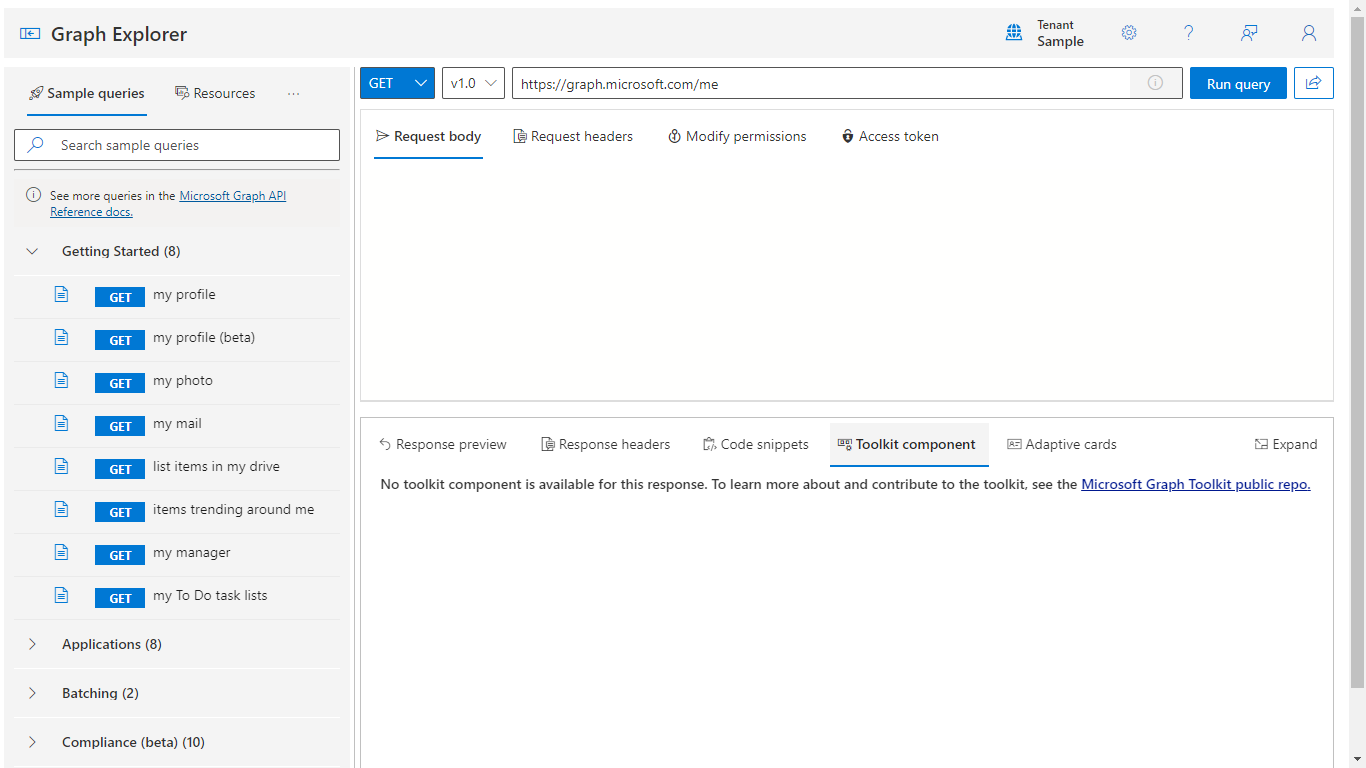 Graph Explorer
Tenant
Sample
Sample queries
Resources
Search sample queries
See more queries in the Microsoft Graph API
Reference docs.
Getting Started (8)
GET my profile
GET my profile (beta)
GET my photo
GET my mail
GET list items in my drive
GET items trending around me
GET my manager
GET my To Do task lists
Applications (8)
Batching (2)
Compliance (beta) (10)
GET
v1.0
https://graph.microsoft.com/me
Run query
Request body
Request headers
Modify permissions
Access token
Response preview
Response headers
Code snippets
Toolkit component
Adaptive cards
Expand
No toolkit component is available for this response. To learn more about and contribute to the toolkit, see the Microsoft Graph Toolkit public repo.